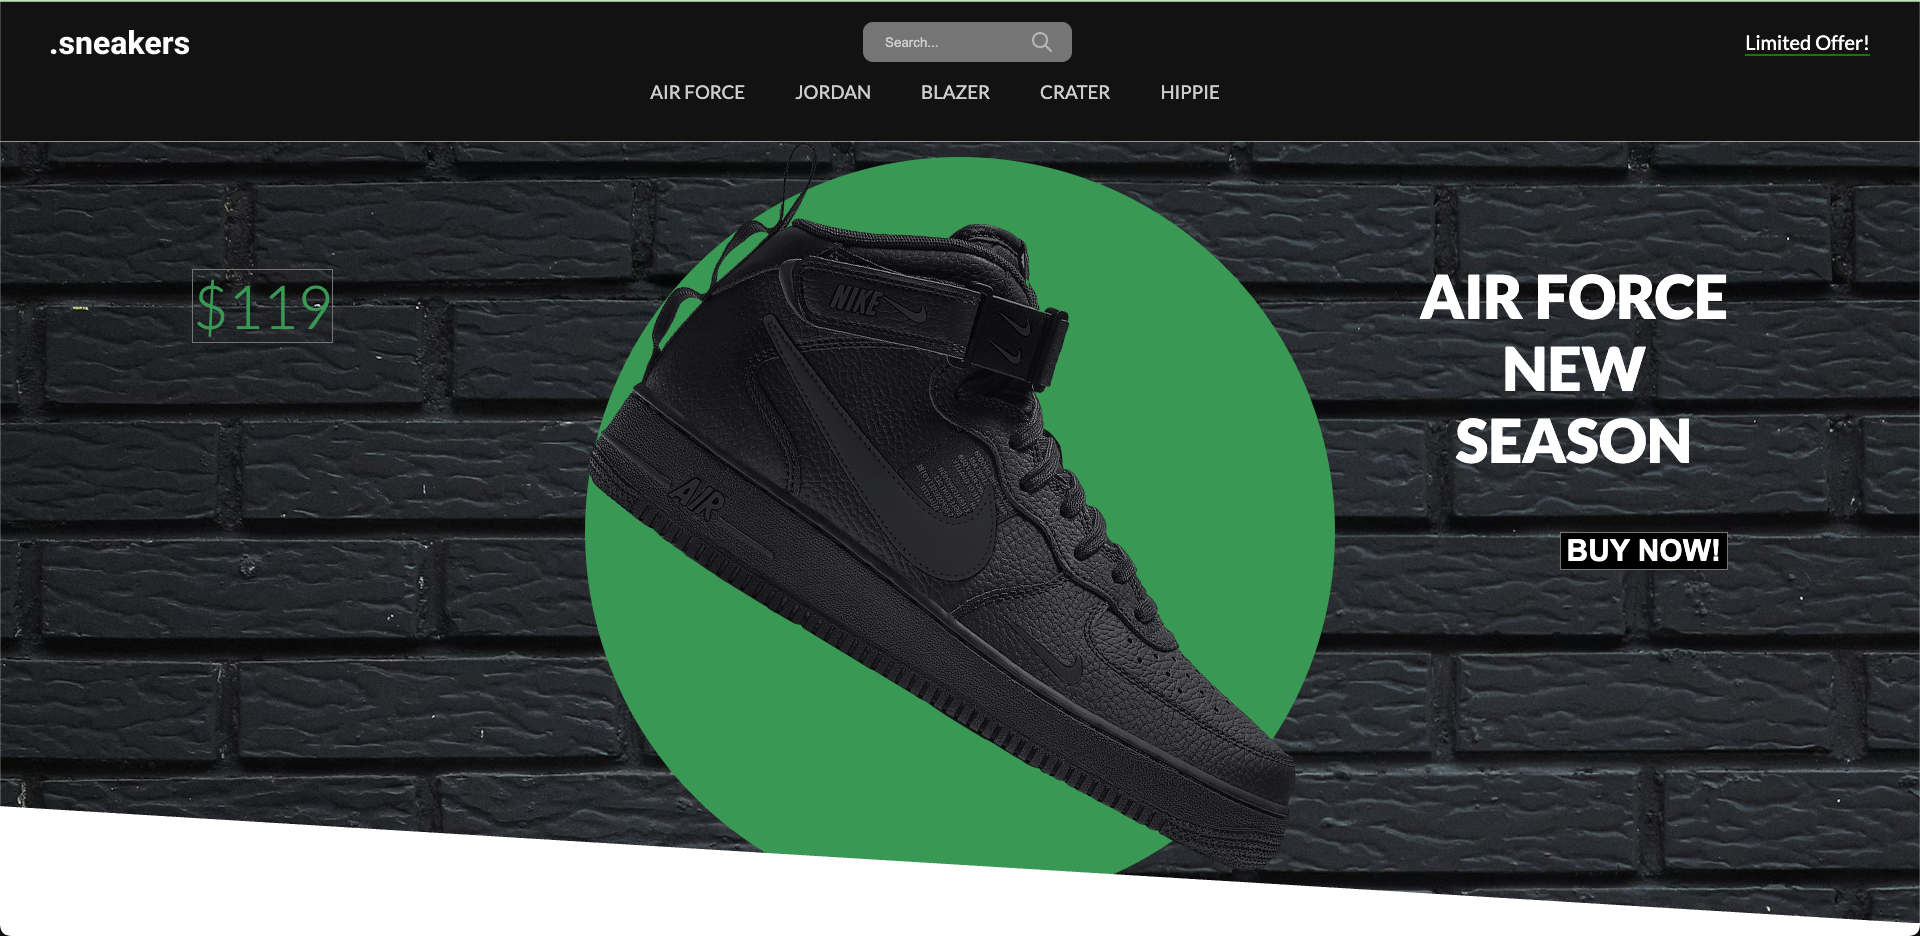 .sneakers
Search...
Limited Offer!
AIR FORCE JORDAN BLAZER CRATER HIPPIE
$119
AIR FORCE
NEW
SEASON
BUY NOW!
NIKE
AIR